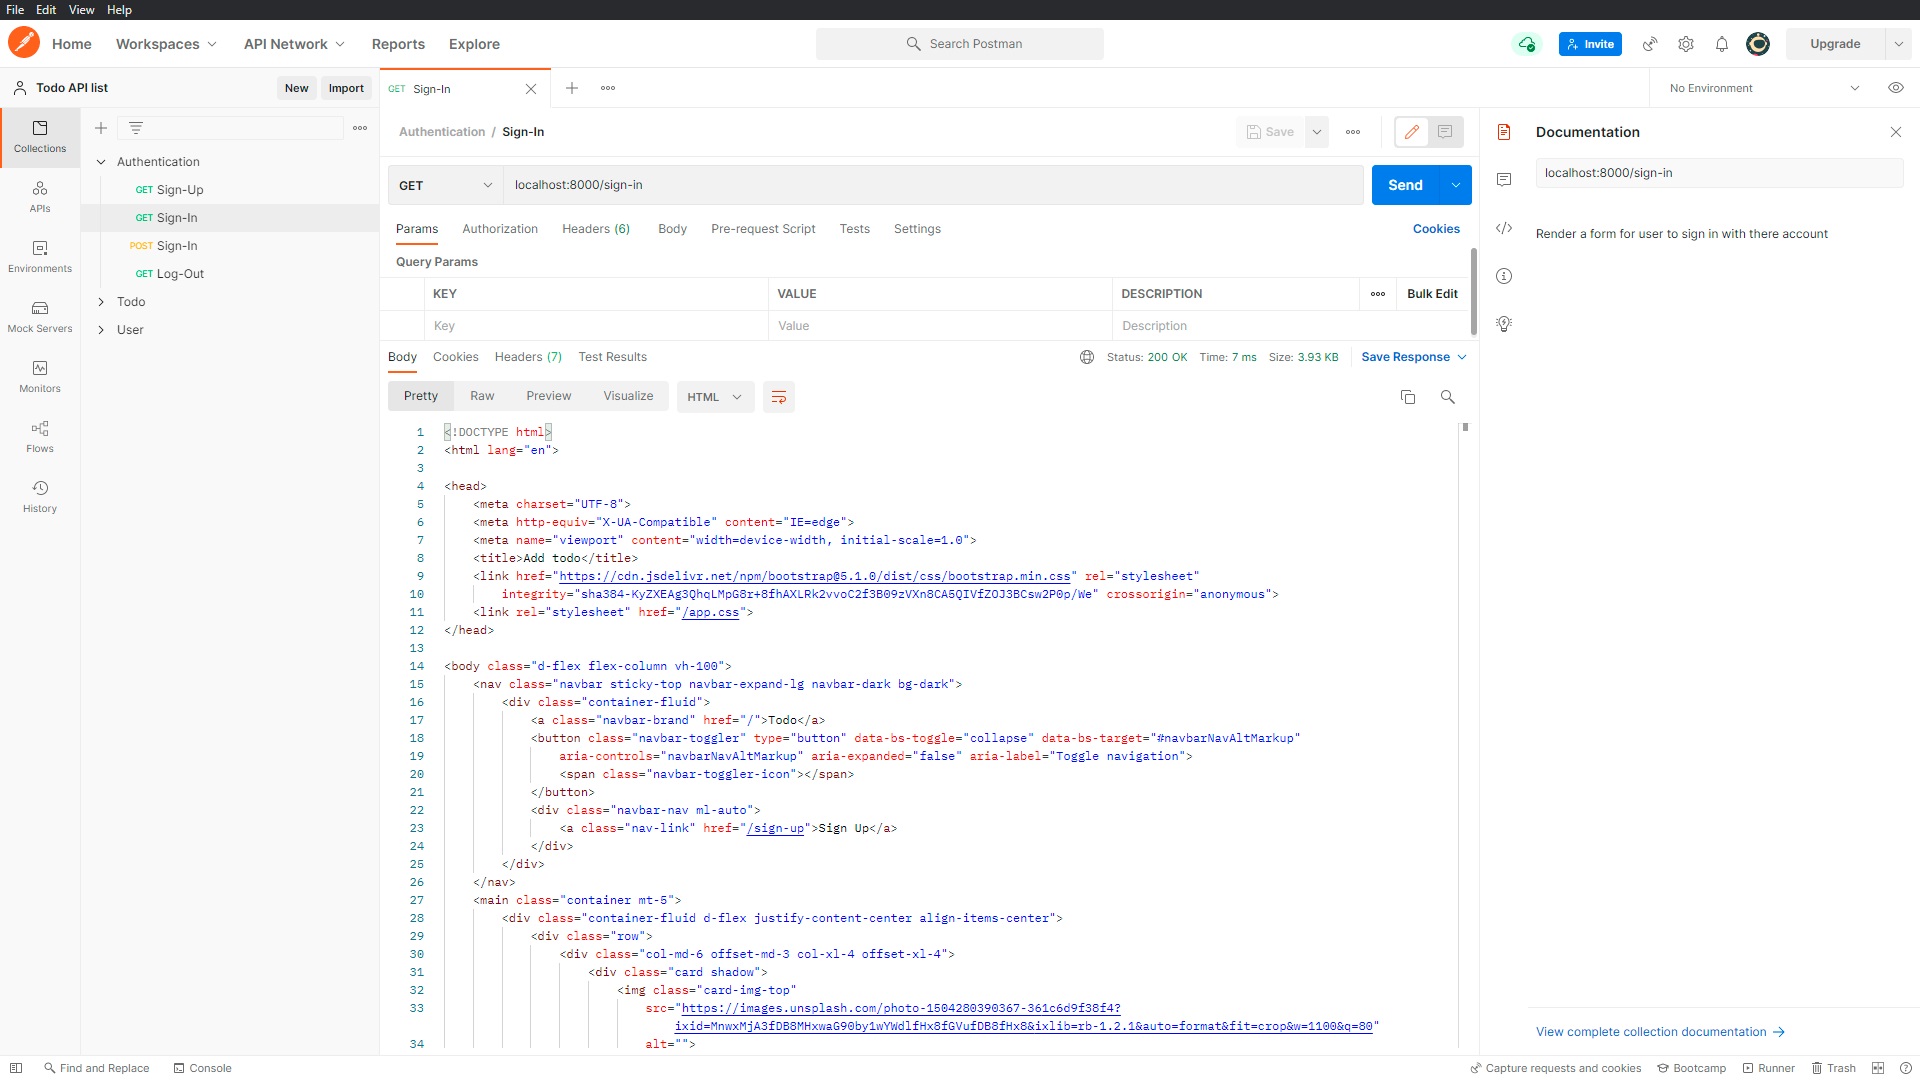 File Edit View Help
Home Workspaces API Network Reports Explore Search Postman Invite Upgrade
Todo API list New Import GET Sign-In No Environment
Collections
APIs
Environments
Mock Servers
Monitors
Flows
History
Authentication
GET Sign-Up
GET Sign-In
POST Sign-In
GET Log-Out
Todo
User
Authentication / Sign-In Save
GET localhost:8000/sign-in Send
Params Authorization Headers (6) Body Pre-request Script Tests Settings Cookies
Query Params
KEY VALUE DESCRIPTION Bulk Edit
Key Value Description
Body Cookies Headers (7) Test Results Status: 200 OK Time: 7 ms Size: 3.93 KB Save Response
Pretty Raw Preview Visualize HTML
1 <!DOCTYPE html>
2 <html lang="en">
3
4 <head>
5 <meta charset="UTF-8">
6 <meta http-equiv="X-UA-Compatible" content="IE=edge">
7 <meta name="viewport" content="width=device-width, initial-scale=1.0">
8 <title>Add todo</title>
9 <link href="https://cdn.jsdelivr.net/npm/bootstrap@5.1.0/dist/css/bootstrap.min.css" rel="stylesheet"
10 integrity="sha384-KyZXEAg3QhqLMpG8r+8fhAXLRk2vvoC2f3B09zVXn8CA5QIVfZOJ3BCsw2P0p/We" crossorigin="anonymous">
11 <link rel="stylesheet" href="/app.css">
12 </head>
13
14 <body class="d-flex flex-column vh-100">
15 <nav class="navbar sticky-top navbar-expand-lg navbar-dark bg-dark">
16 <div class="container-fluid">
17 <a class="navbar-brand" href="/">Todo</a>
18 <button class="navbar-toggler" type="button" data-bs-toggle="collapse" data-bs-target="#navbarNavAltMarkup"
19 aria-controls="navbarNavAltMarkup" aria-expanded="false" aria-label="Toggle navigation">
20 <span class="navbar-toggler-icon"></span>
21 </button>
22 <div class="navbar-nav ml-auto">
23 <a class="nav-link" href="/sign-up">Sign Up</a>
24 </div>
25 </div>
26 </nav>
27 <main class="container mt-5">
28 <div class="container-fluid d-flex justify-content-center align-items-center">
29 <div class="row">
30 <div class="col-md-6 offset-md-3 col-xl-4 offset-xl-4">
31 <div class="card shadow">
32 <img class="card-img-top"
33 src="https://images.unsplash.com/photo-1504280390367-361c6d9f38f4?
ixid=MnwxMjA3fDB8MHxwaG90by1wYWdlfHx8fGVufDB8fHx8&ixlib=rb-1.2.1&auto=format&fit=crop&w=1100&q=80"
34 alt="">
Documentation
localhost:8000/sign-in
Render a form for user to sign in with there account
View complete collection documentation
Find and Replace Console Capture requests and cookies Bootcamp Runner Trash